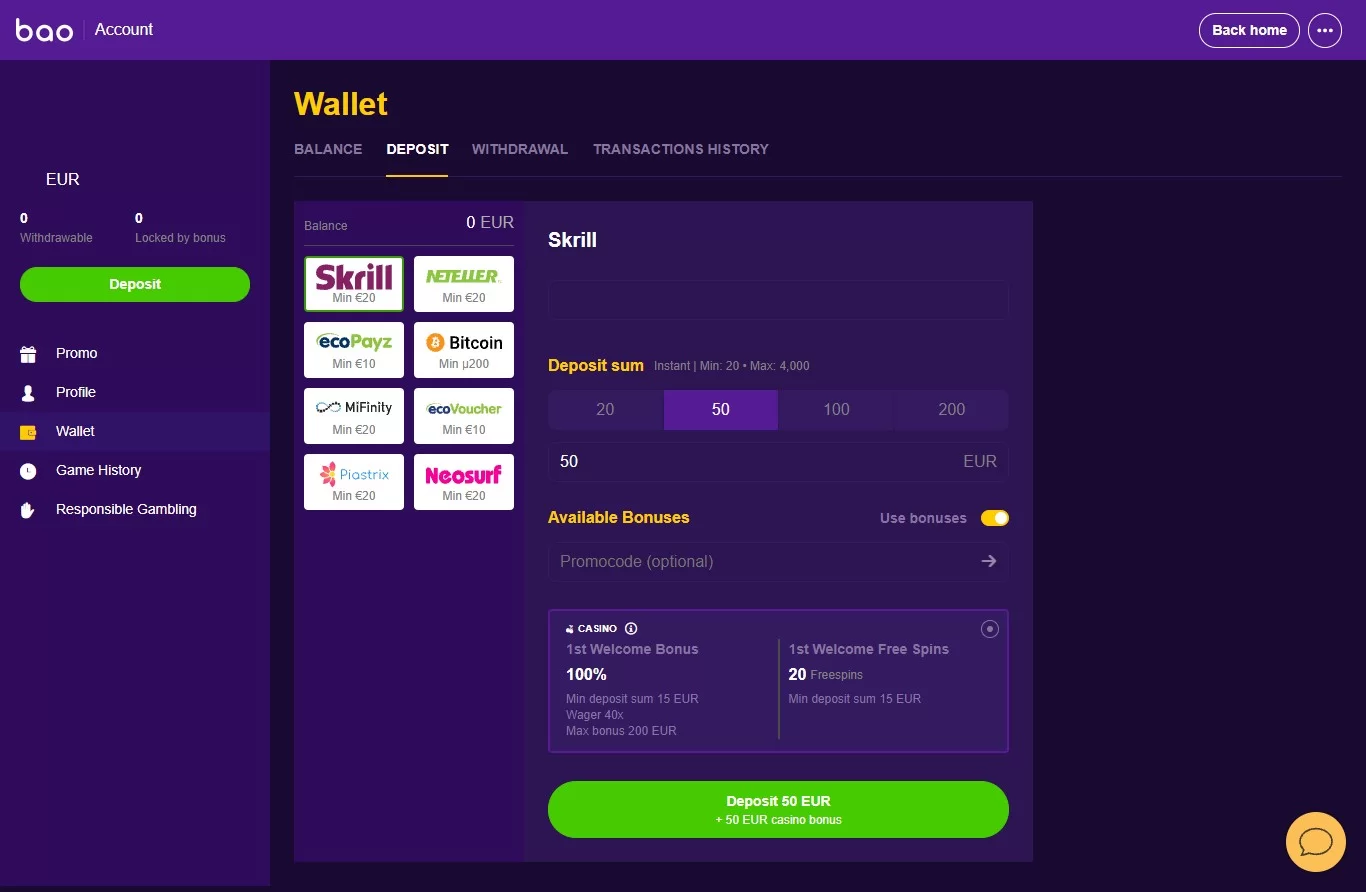 bao
Account
Back home
EUR
0
0
Withdrawable
Locked by bonus
Deposit
Promo
Profile
Wallet
Game History
Responsible Gambling
Wallet
BALANCE
DEPOSIT
WITHDRAWAL
TRANSACTIONS HISTORY
Balance
0 EUR
Skrill
Min €20
NETELLER
Min €20
ecoPayz
Min €10
Bitcoin
Min µ200
MiFinity
Min €20
ecoVoucher
Min €10
Piastrix
Min €20
Neosurf
Min €20
Skrill
Deposit sum
Instant | Min: 20 • Max: 4,000
20
50
100
200
50
EUR
Available Bonuses
Use bonuses
Promocode (optional)
CASINO
1st Welcome Bonus
100%
Min deposit sum 15 EUR
Wager 40x
Max bonus 200 EUR
1st Welcome Free Spins
20 Freespins
Min deposit sum 15 EUR
Deposit 50 EUR
+ 50 EUR casino bonus